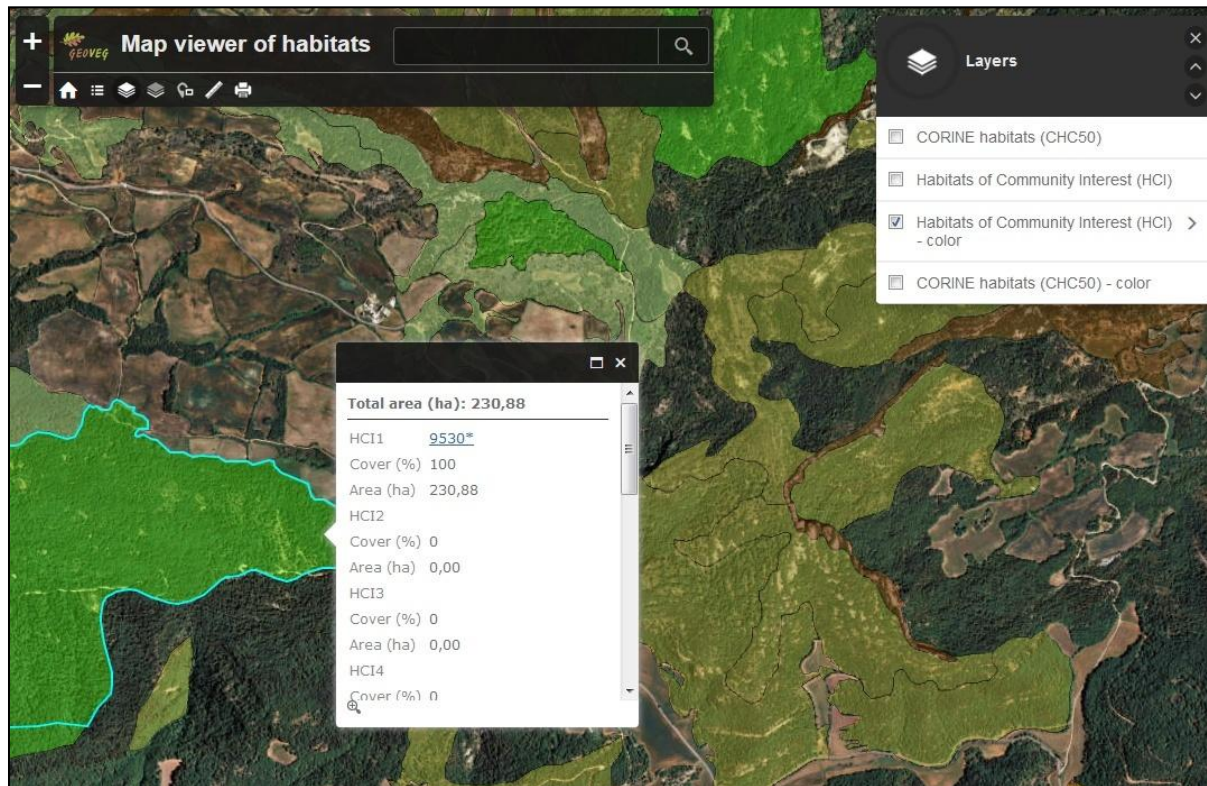 GEOVEG
Map viewer of habitats
Layers
CORINE habitats (CHC50)
Habitats of Community Interest (HCI)
Habitats of Community Interest (HCI)
- color
CORINE habitats (CHC50) - color
Total area (ha): 230,88
HCI1 9530*
Cover (%) 100
Area (ha) 230,88
HCI2
Cover (%) 0
Area (ha) 0,00
HCI3
Cover (%) 0
Area (ha) 0,00
HCI4
Cover (%) 0